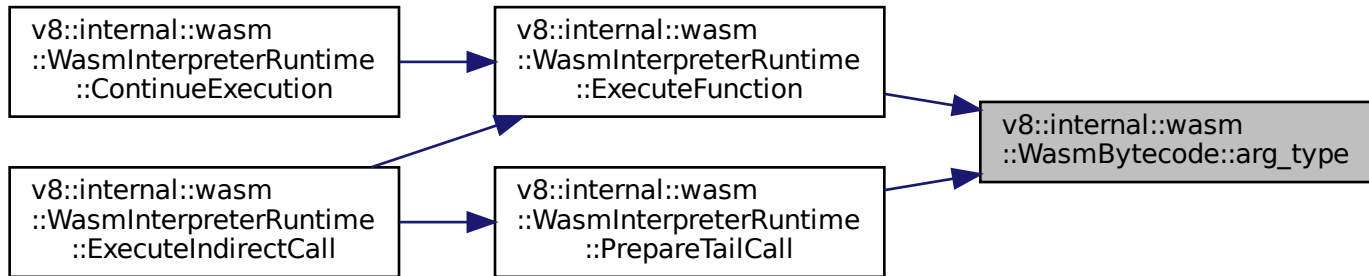 v8::internal::wasm
::WasmInterpreterRuntime
::ContinueExecution
v8::internal::wasm
::WasmInterpreterRuntime
::ExecuteFunction
v8::internal::wasm
::WasmBytecode::arg_type
v8::internal::wasm
::WasmInterpreterRuntime
::ExecuteIndirectCall
v8::internal::wasm
::WasmInterpreterRuntime
::PrepareTailCall